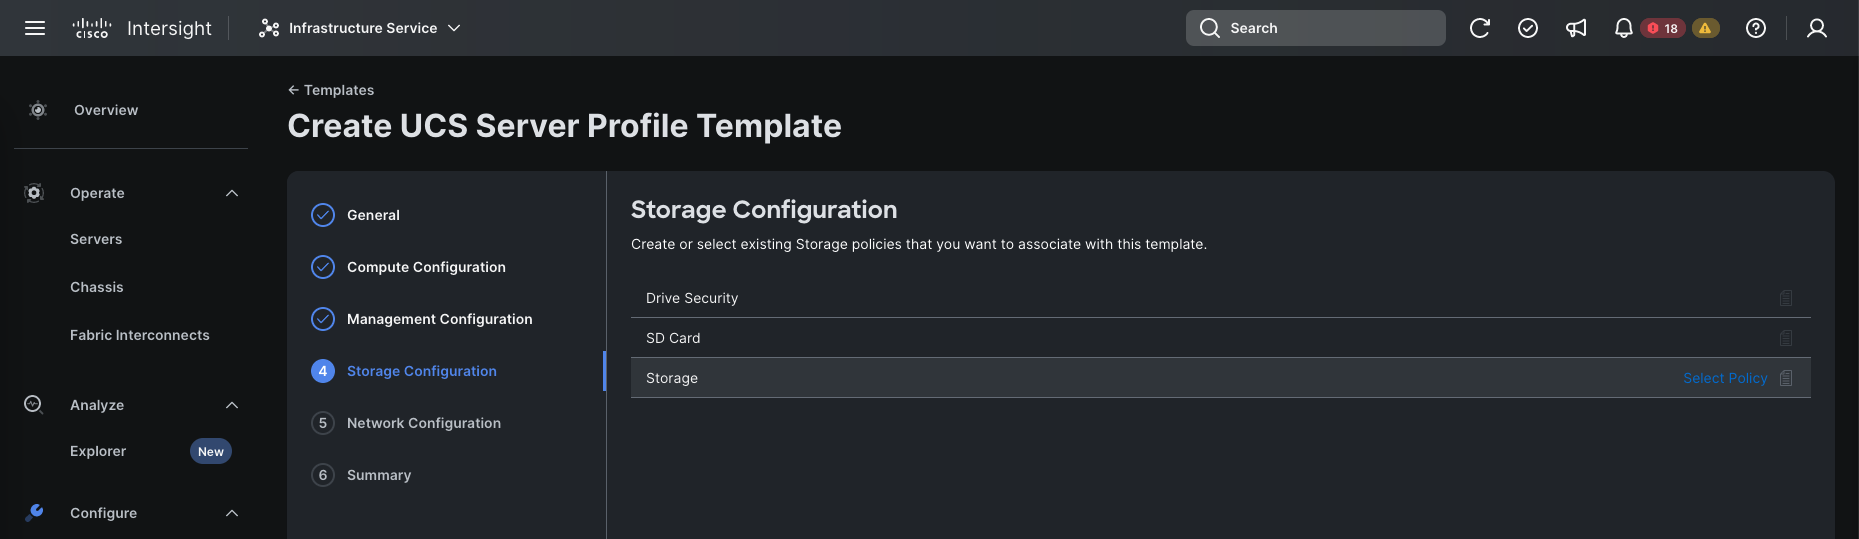 CISCO Intersight Infrastructure Service Search 18
Overview
Operate
Servers
Chassis
Fabric Interconnects
Analyze
Explorer New
Configure
← Templates
Create UCS Server Profile Template
General
Compute Configuration
Management Configuration
4 Storage Configuration
5 Network Configuration
6 Summary
Storage Configuration
Create or select existing Storage policies that you want to associate with this template.
Drive Security
SD Card
Storage Select Policy